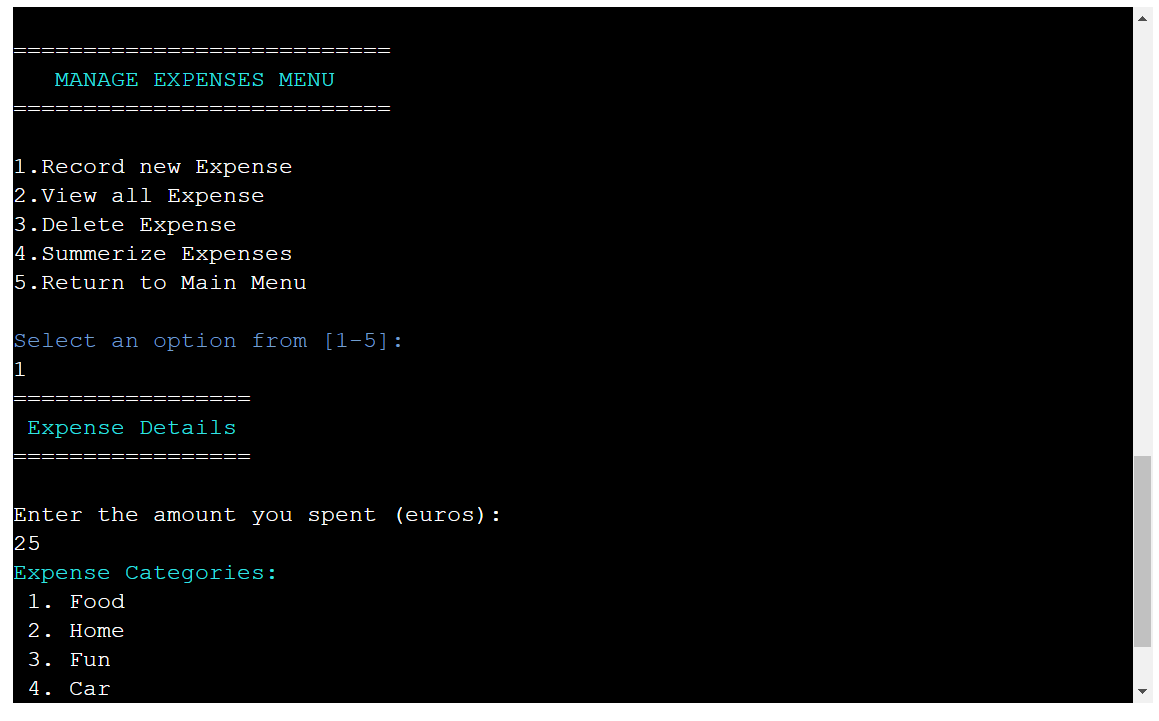 ===========================
MANAGE EXPENSES MENU
===========================
1.Record new Expense
2.View all Expense
3.Delete Expense
4.Summerize Expenses
5.Return to Main Menu
Select an option from [1-5]:
1
=================
Expense Details
=================
Enter the amount you spent (euros):
25
Expense Categories:
1. Food
2. Home
3. Fun
4. Car